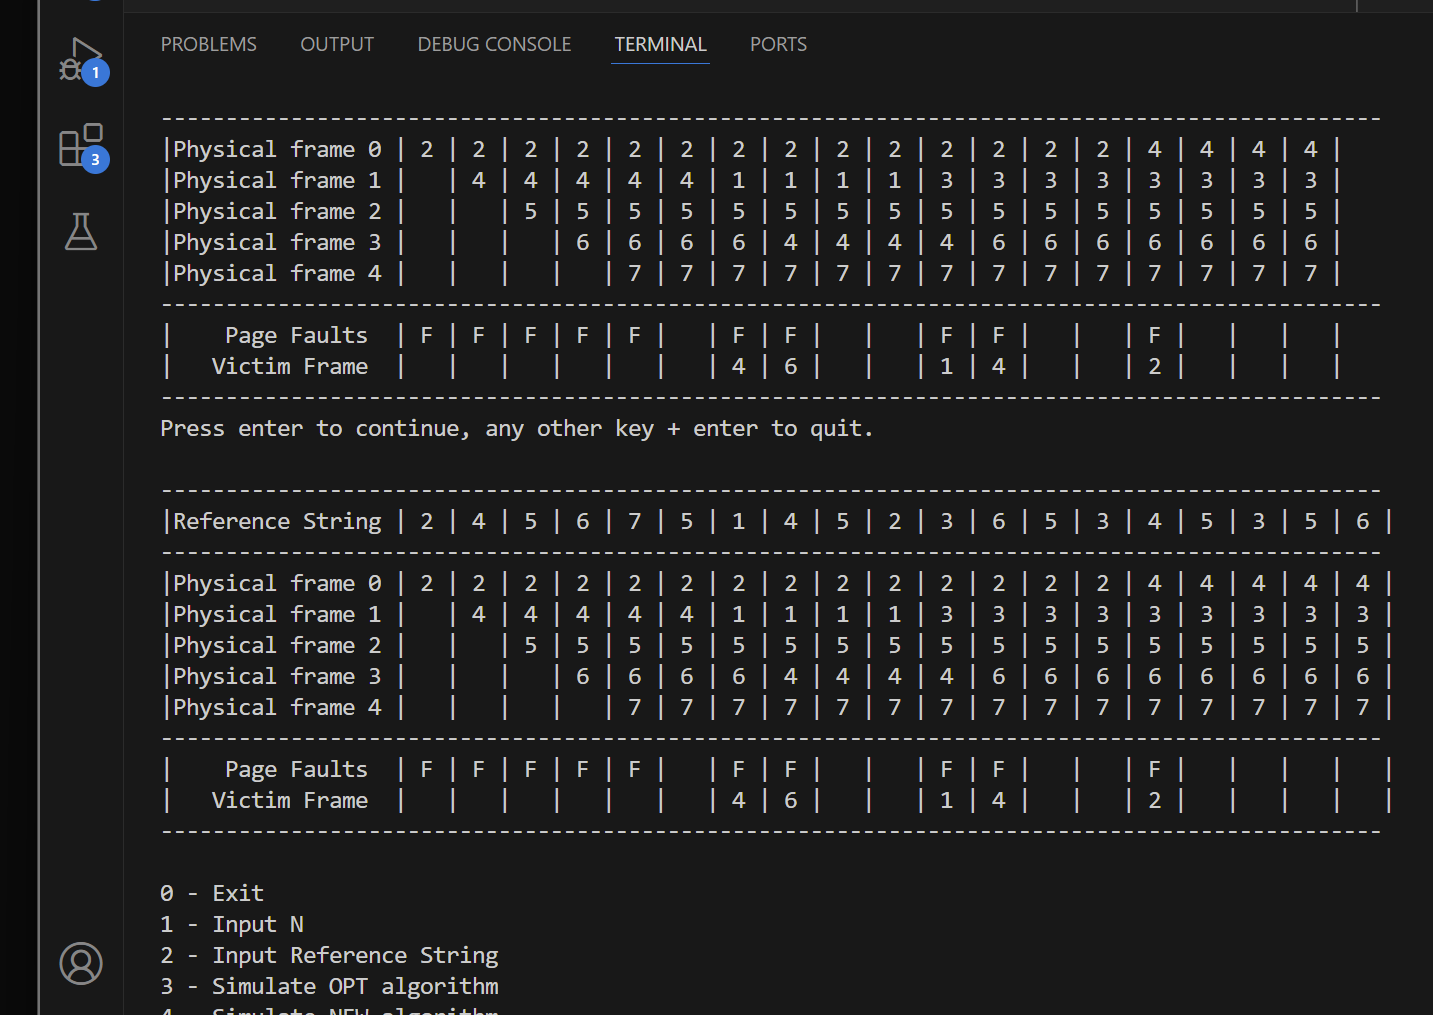 PROBLEMS OUTPUT DEBUG CONSOLE TERMINAL PORTS
1
3
--------------------------------------------------------------------------------------
|Physical frame 0 | 2 | 2 | 2 | 2 | 2 | 2 | 2 | 2 | 2 | 2 | 2 | 2 | 2 | 2 | 4 | 4 | 4 | 4 |
|Physical frame 1 |   | 4 | 4 | 4 | 4 | 4 | 1 | 1 | 1 | 1 | 3 | 3 | 3 | 3 | 3 | 3 | 3 | 3 |
|Physical frame 2 |   |   | 5 | 5 | 5 | 5 | 5 | 5 | 5 | 5 | 5 | 5 | 5 | 5 | 5 | 5 | 5 | 5 |
|Physical frame 3 |   |   |   | 6 | 6 | 6 | 6 | 4 | 4 | 4 | 4 | 6 | 6 | 6 | 6 | 6 | 6 | 6 |
|Physical frame 4 |   |   |   |   | 7 | 7 | 7 | 7 | 7 | 7 | 7 | 7 | 7 | 7 | 7 | 7 | 7 | 7 |
--------------------------------------------------------------------------------------
|    Page Faults  | F | F | F | F | F |   | F | F |   |   | F | F |   |   | F |   |   |   |
|   Victim Frame  |   |   |   |   |   |   | 4 | 6 |   |   | 1 | 4 |   |   | 2 |   |   |   |
--------------------------------------------------------------------------------------
Press enter to continue, any other key + enter to quit.
--------------------------------------------------------------------------------------
|Reference String | 2 | 4 | 5 | 6 | 7 | 5 | 1 | 4 | 5 | 2 | 3 | 6 | 5 | 3 | 4 | 5 | 3 | 5 | 6 |
--------------------------------------------------------------------------------------
|Physical frame 0 | 2 | 2 | 2 | 2 | 2 | 2 | 2 | 2 | 2 | 2 | 2 | 2 | 2 | 2 | 4 | 4 | 4 | 4 | 4 |
|Physical frame 1 |   | 4 | 4 | 4 | 4 | 4 | 1 | 1 | 1 | 1 | 3 | 3 | 3 | 3 | 3 | 3 | 3 | 3 | 3 |
|Physical frame 2 |   |   | 5 | 5 | 5 | 5 | 5 | 5 | 5 | 5 | 5 | 5 | 5 | 5 | 5 | 5 | 5 | 5 | 5 |
|Physical frame 3 |   |   |   | 6 | 6 | 6 | 6 | 4 | 4 | 4 | 4 | 6 | 6 | 6 | 6 | 6 | 6 | 6 | 6 |
|Physical frame 4 |   |   |   |   | 7 | 7 | 7 | 7 | 7 | 7 | 7 | 7 | 7 | 7 | 7 | 7 | 7 | 7 | 7 |
--------------------------------------------------------------------------------------
|    Page Faults  | F | F | F | F | F |   | F | F |   |   | F | F |   |   | F |   |   |   |   |
|   Victim Frame  |   |   |   |   |   |   | 4 | 6 |   |   | 1 | 4 |   |   | 2 |   |   |   |   |
--------------------------------------------------------------------------------------
0 - Exit
1 - Input N
2 - Input Reference String
3 - Simulate OPT algorithm
4 - Simulate NEW algorithm